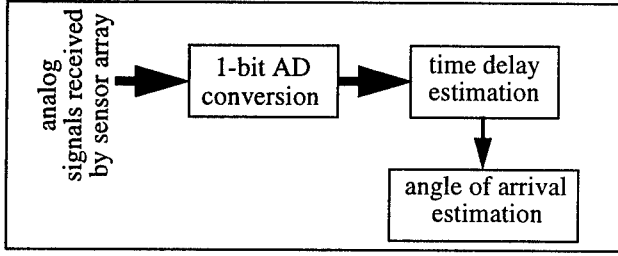 analog
signals received
by sensor array
1-bit AD
conversion
time delay
estimation
angle of arrival
estimation